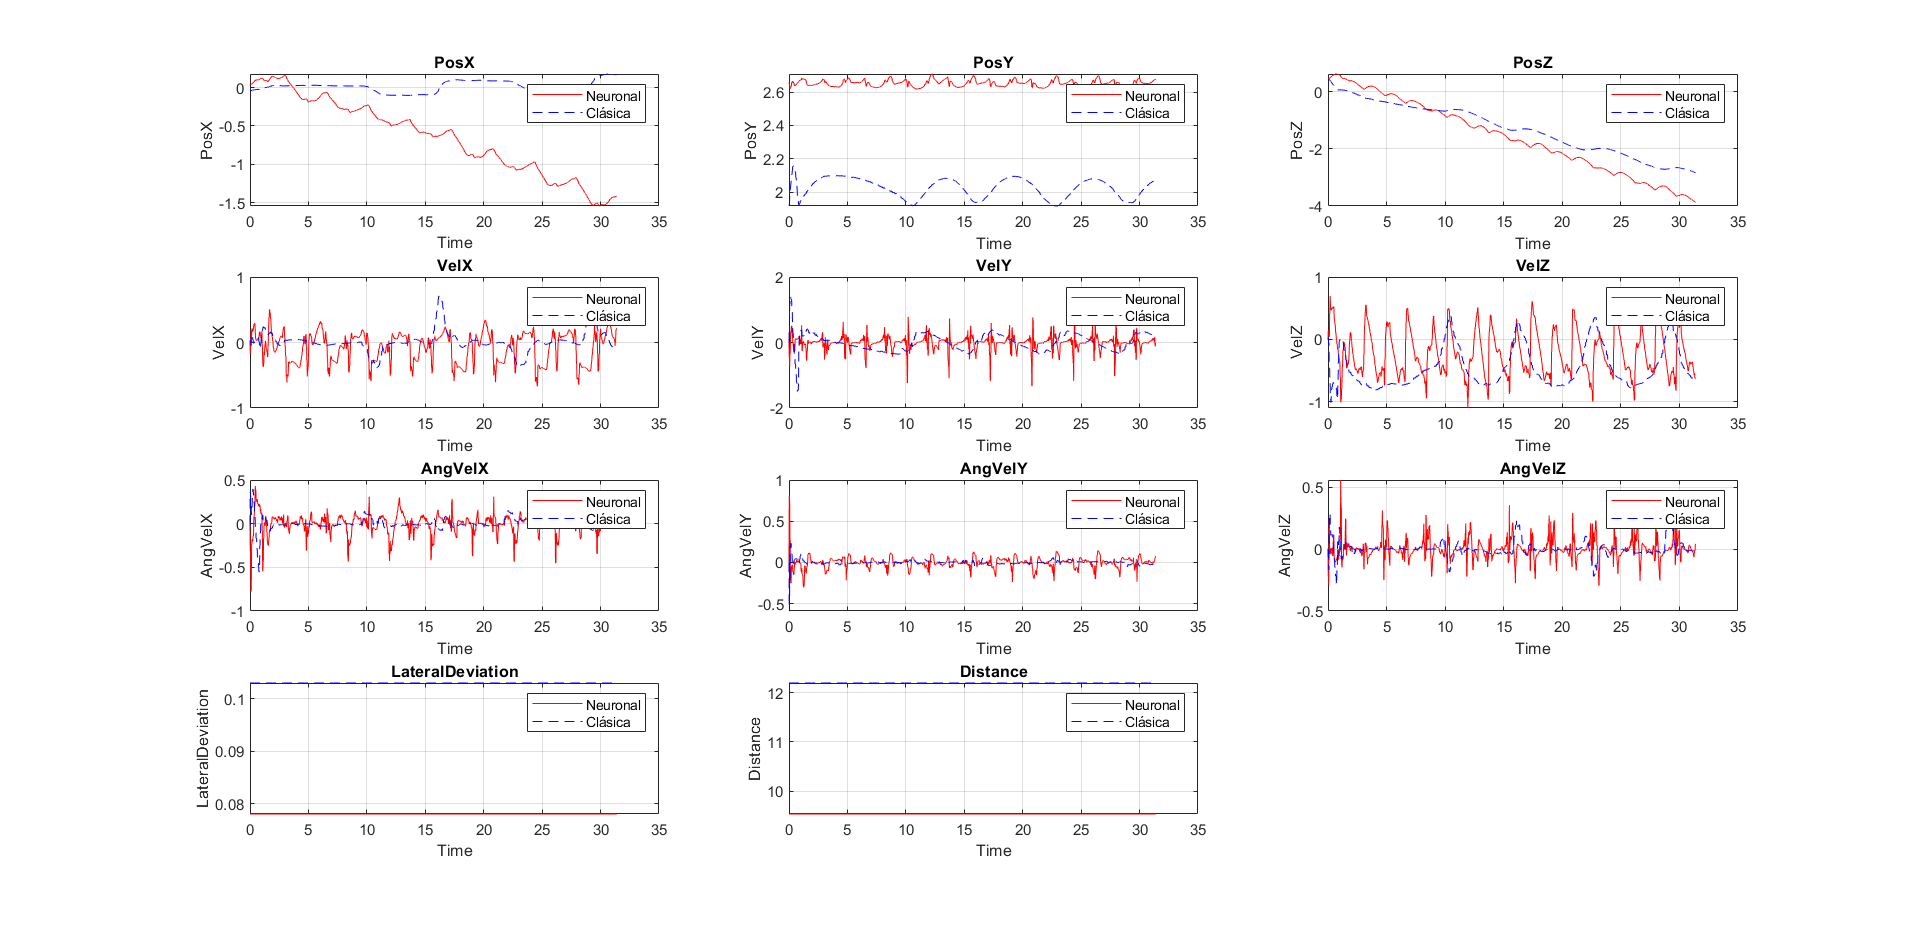 PosX
PosX
0
-0.5
-1
-1.5
0 5 10 15 20 25 30 35
Time
Neuronal
Clásica
PosY
PosY
2.6
2.4
2.2
2
0 5 10 15 20 25 30 35
Time
Neuronal
Clásica
PosZ
PosZ
0
-2
-4
0 5 10 15 20 25 30 35
Time
Neuronal
Clásica
VelX
VelX
1
0
-1
0 5 10 15 20 25 30 35
Time
Neuronal
Clásica
VelY
VelY
2
0
-2
0 5 10 15 20 25 30 35
Time
Neuronal
Clásica
VelZ
VelZ
1
0
-1
0 5 10 15 20 25 30 35
Time
Neuronal
Clásica
AngVelX
AngVelX
0.5
0
-0.5
-1
0 5 10 15 20 25 30 35
Time
Neuronal
Clásica
AngVelY
AngVelY
1
0.5
0
-0.5
0 5 10 15 20 25 30 35
Time
Neuronal
Clásica
AngVelZ
AngVelZ
0.5
0
-0.5
0 5 10 15 20 25 30 35
Time
Neuronal
Clásica
LateralDeviation
LateralDeviation
0.1
0.09
0.08
0 5 10 15 20 25 30 35
Time
Neuronal
Clásica
Distance
Distance
12
11
10
0 5 10 15 20 25 30 35
Time
Neuronal
Clásica